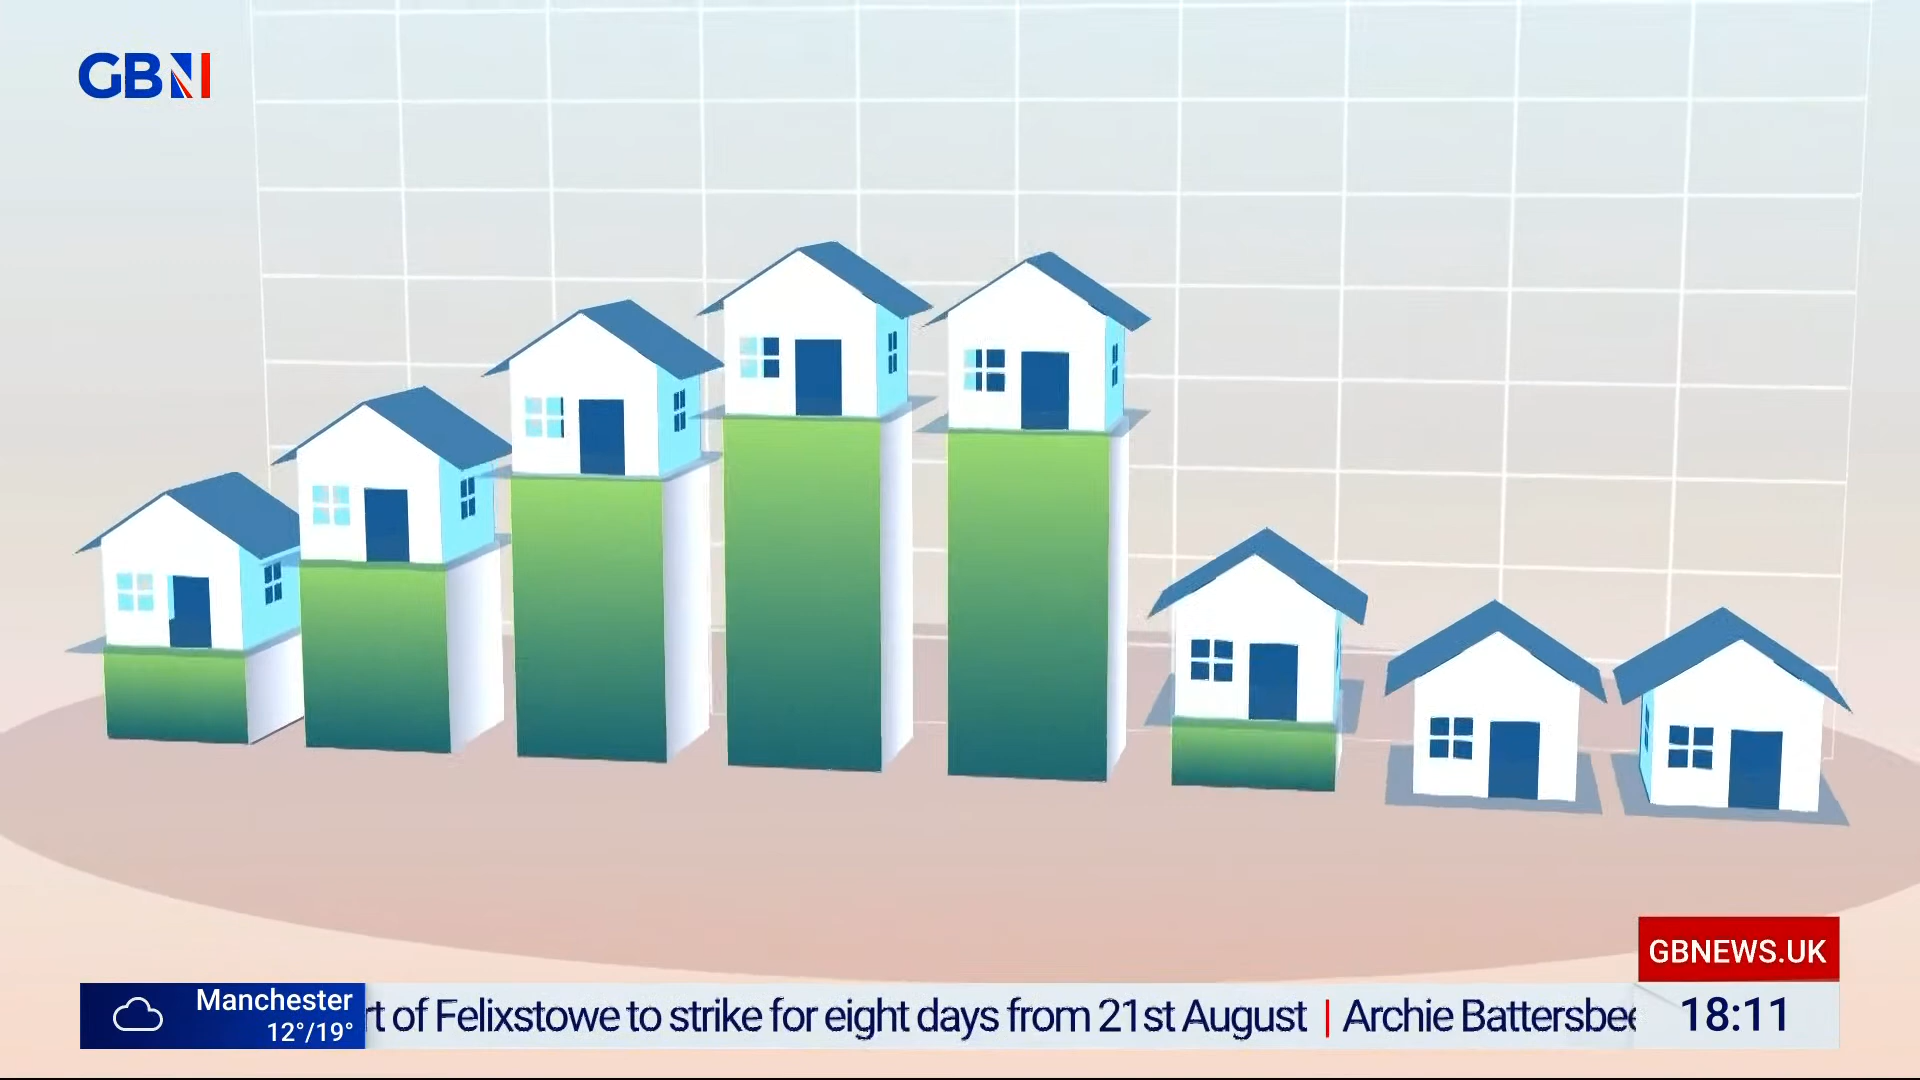 GBN
GBNEWS.UK
Manchester
12°/19°
of Felixstowe to strike for eight days from 21st August | Archie
18:11